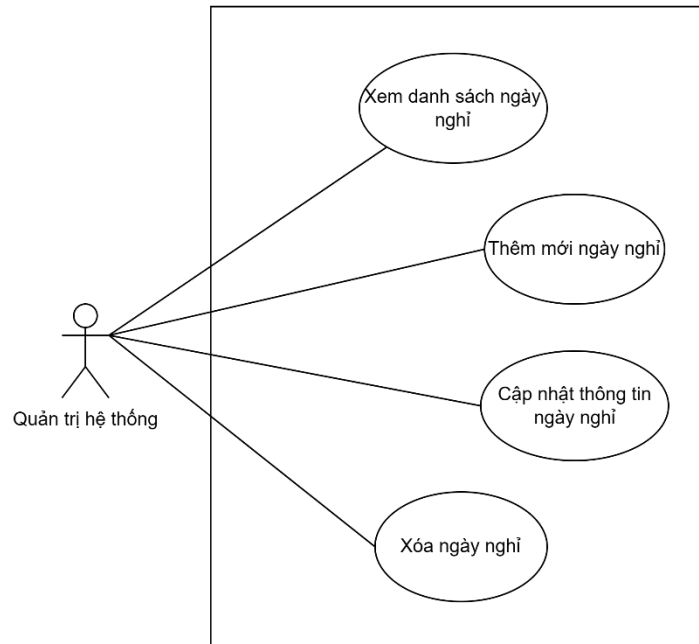 Xem danh sách ngày
nghỉ
Thêm mới ngày nghỉ
Quản trị hệ thống
Cập nhật thông tin
ngày nghỉ
Xóa ngày nghỉ